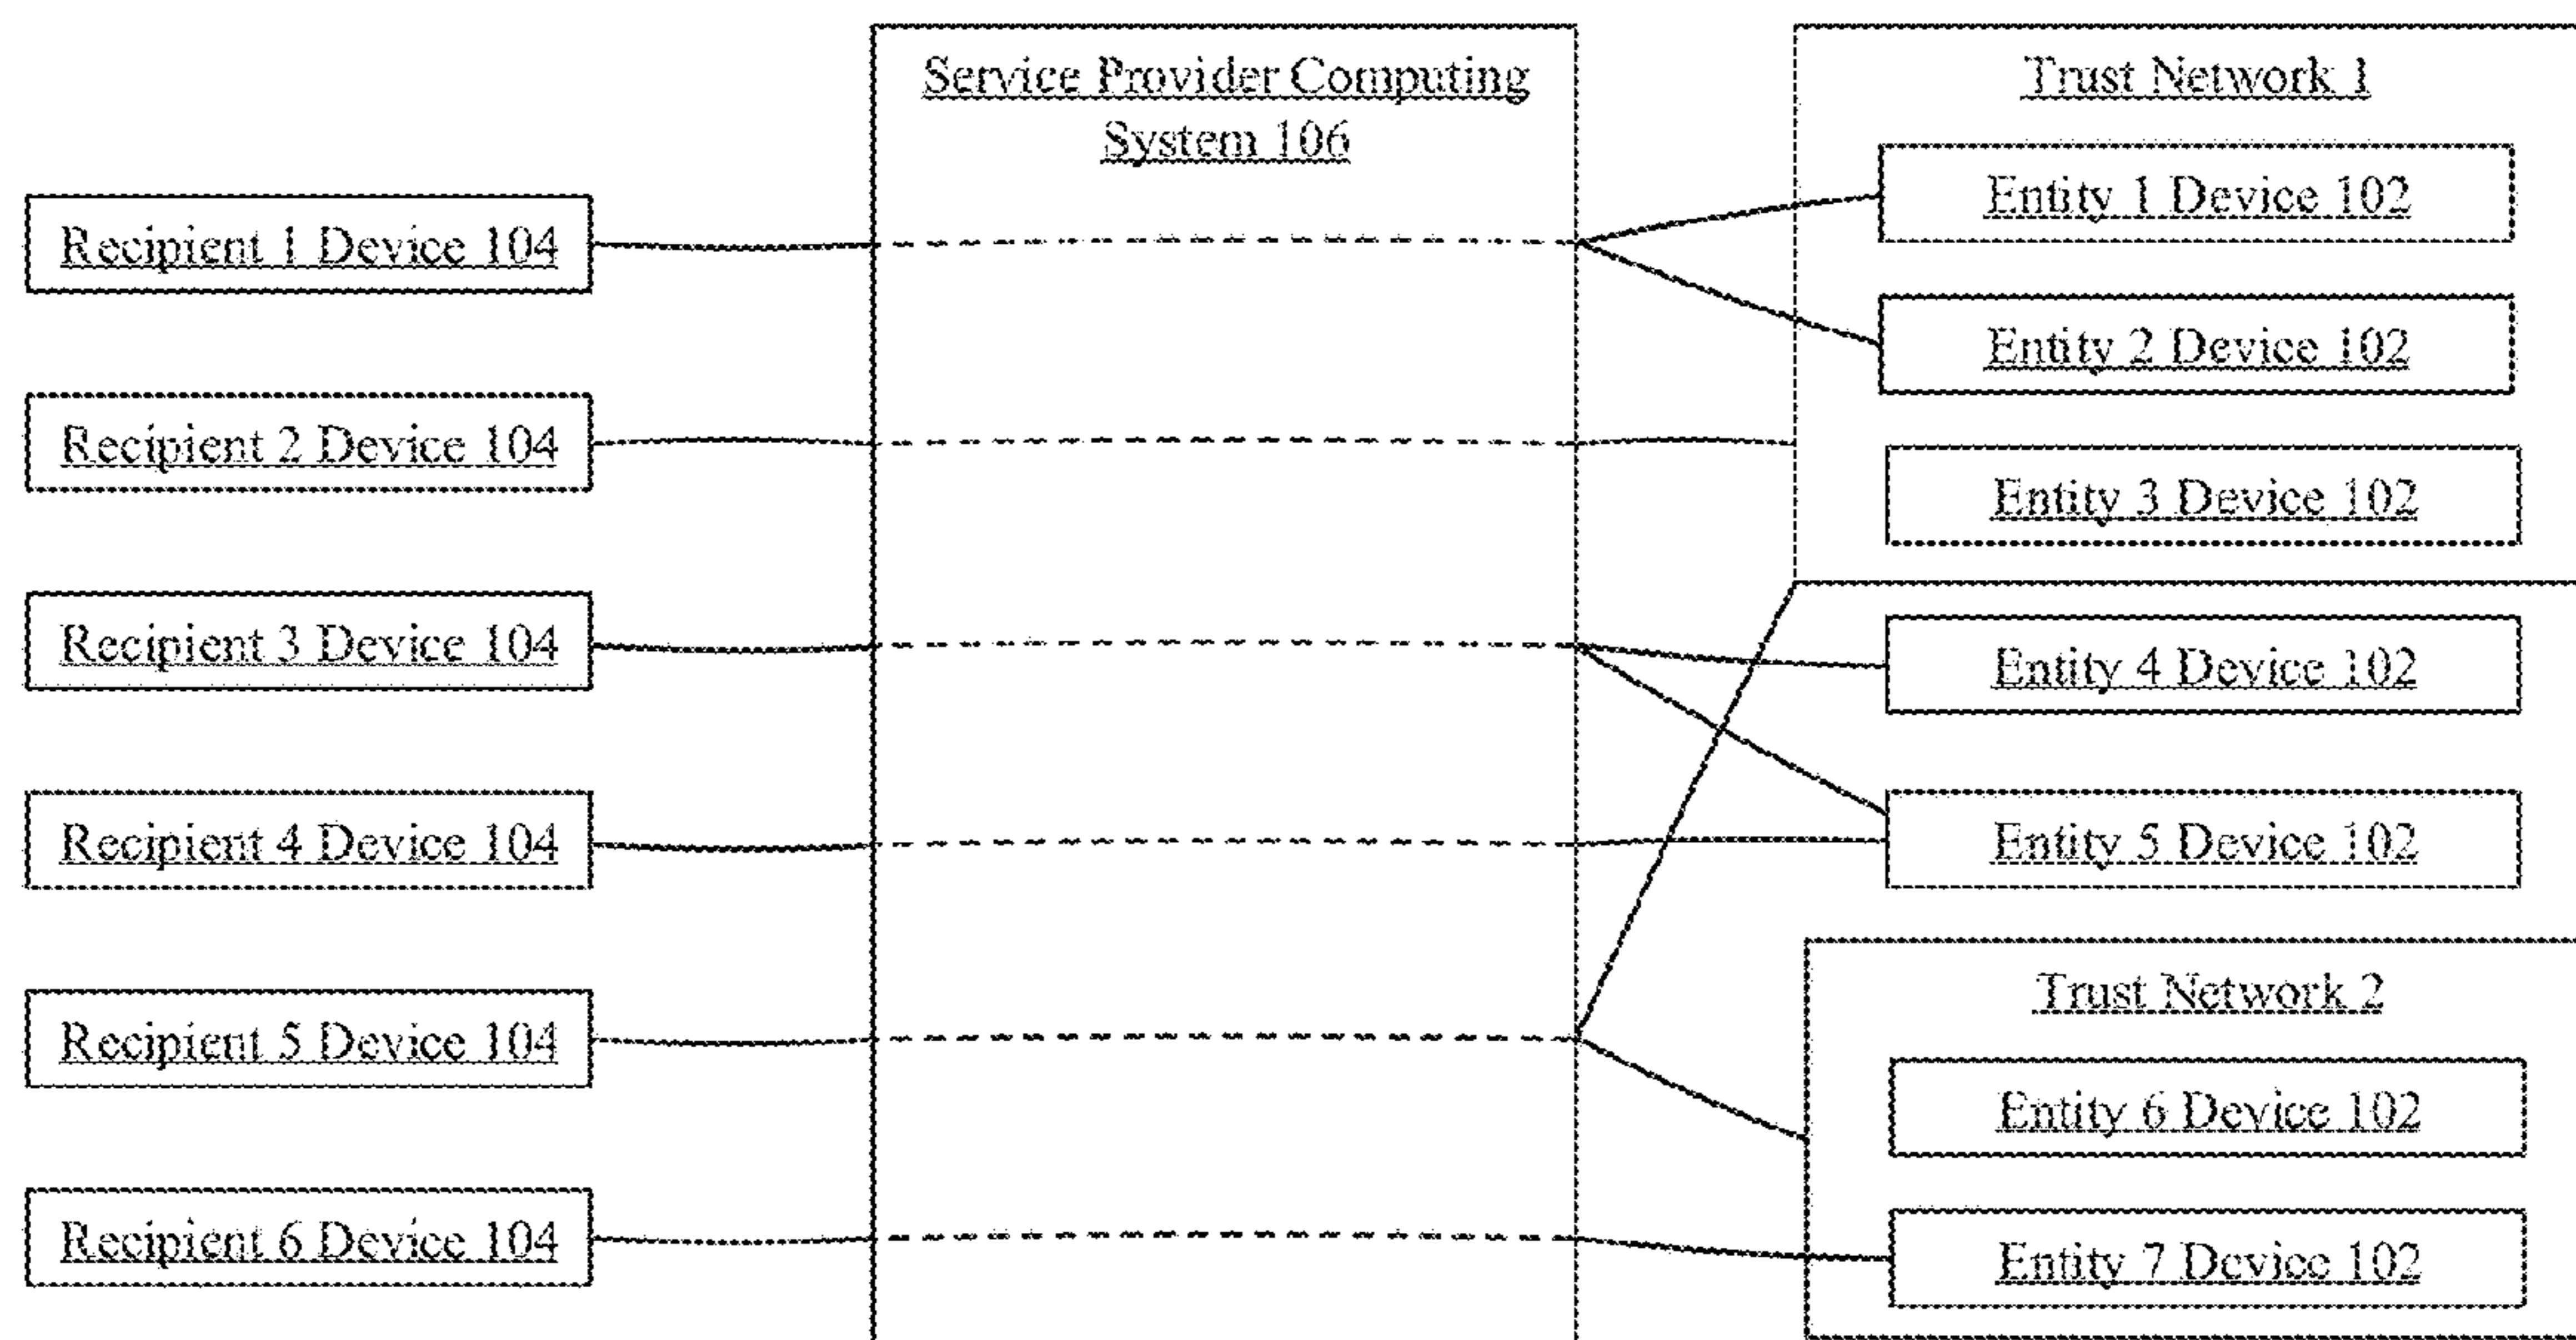 Service Provider Computing
System 106
Recipient 1 Device 104
Recipient 2 Device 104
Recipient 3 Device 104
Recipient 4 Device 104
Recipient 5 Device 104
Recipient 6 Device 104
Trust Network 1
Entity 1 Device 102
Entity 2 Device 102
Entity 3 Device 102
Entity 4 Device 102
Entity 5 Device 102
Trust Network 2
Entity 6 Device 102
Entity 7 Device 102